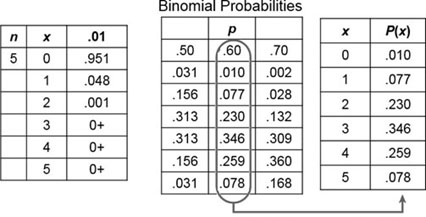 Binomial Probabilities
n x .01
5 0 .951
1 .048
2 .001
3 0+
4 0+
5 0+
p
.50 .60 .70
.031 .010 .002
.156 .077 .028
.313 .230 .132
.313 .346 .309
.156 .259 .360
.031 .078 .168
x P(x)
0 .010
1 .077
2 .230
3 .346
4 .259
5 .078